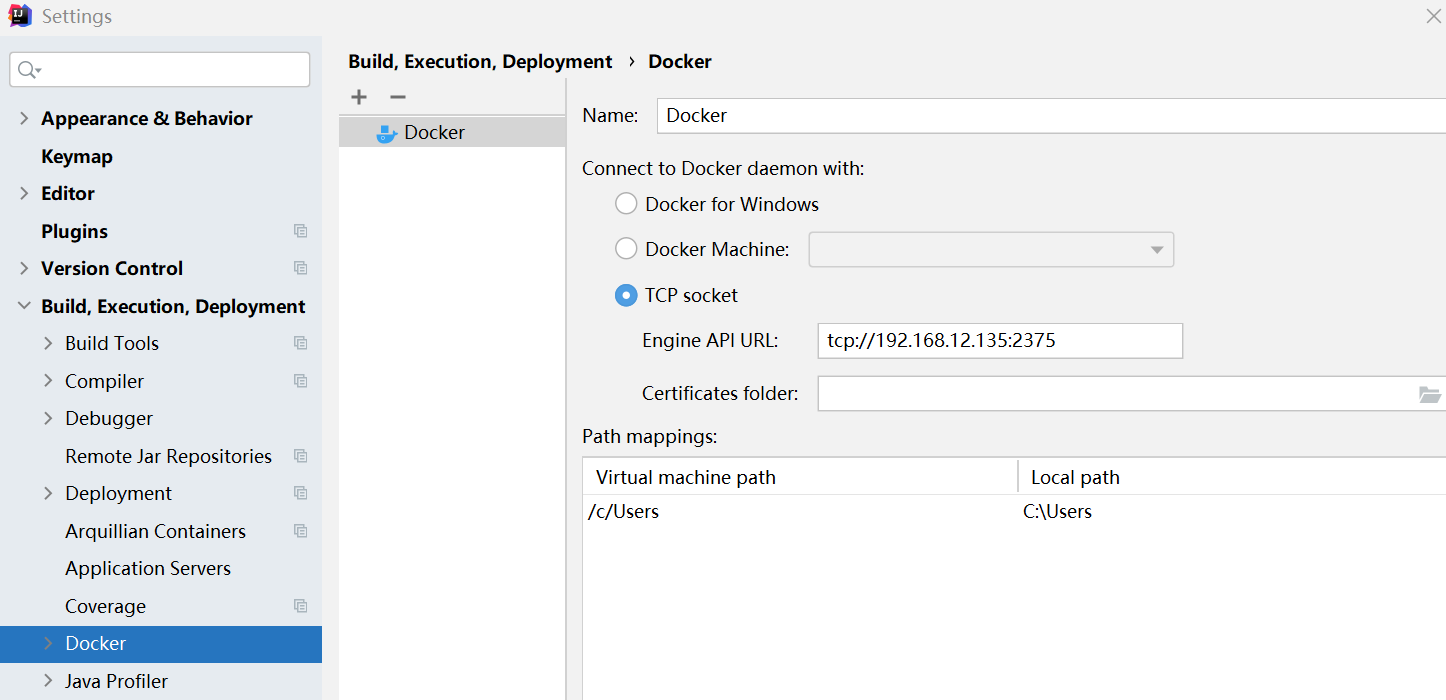 Settings
Build, Execution, Deployment › Docker
Appearance & Behavior
Keymap
Editor
Plugins
Version Control
Build, Execution, Deployment
Build Tools
Compiler
Debugger
Remote Jar Repositories
Deployment
Arquillian Containers
Application Servers
Coverage
Docker
Java Profiler
Docker
Name: Docker
Connect to Docker daemon with:
Docker for Windows
Docker Machine:
TCP socket
Engine API URL: tcp://192.168.12.135:2375
Certificates folder:
Path mappings:
Virtual machine path Local path
/c/Users C:\Users